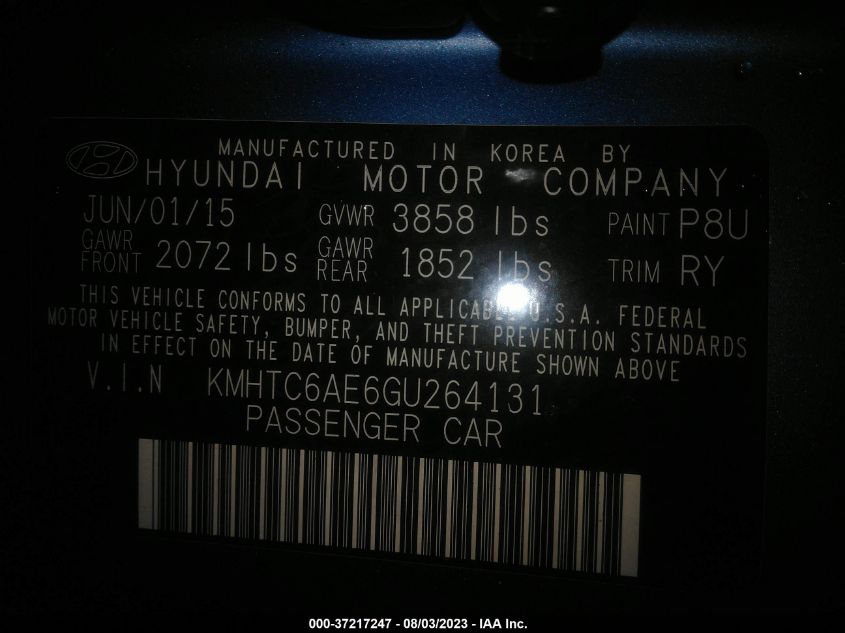 MANUFACTURED IN KOREA BY
HYUNDAI MOTOR COMPANY
JUN/01/15 GVWR 3858 lbs PAINT P8U
GAWR FRONT 2072 lbs GAWR REAR 1852 lbs TRIM RY
THIS VEHICLE CONFORMS TO ALL APPLICABLE U.S.A. FEDERAL
MOTOR VEHICLE SAFETY, BUMPER, AND THEFT PREVENTION STANDARDS
IN EFFECT ON THE DATE OF MANUFACTURE SHOWN ABOVE
V.I.N KMHTC6AE6GU264131
PASSENGER CAR
000-37217247 - 08/03/2023 - IAA Inc.